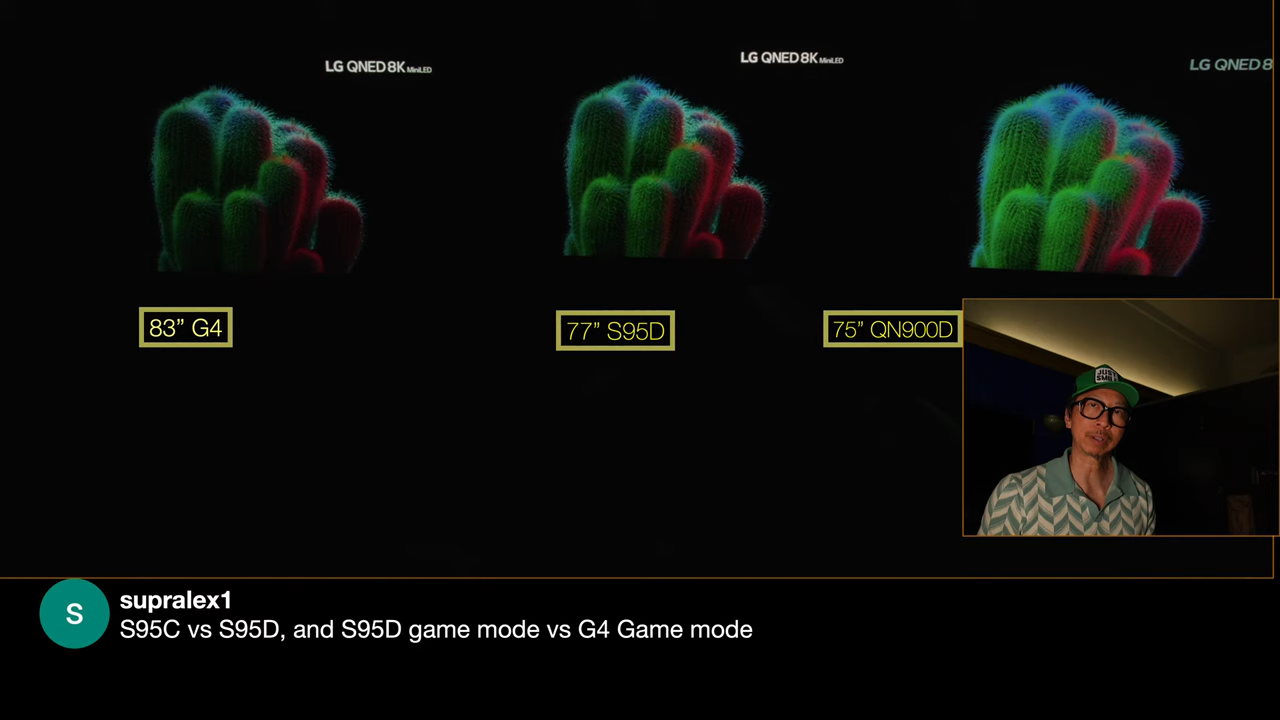 LG QNED 8K MiniLED
LG QNED 8K MiniLED
LG QNED 8
83” G4
77” S95D
75” QN900D
JUST
S
supralex1
S95C vs S95D, and S95D game mode vs G4 Game mode